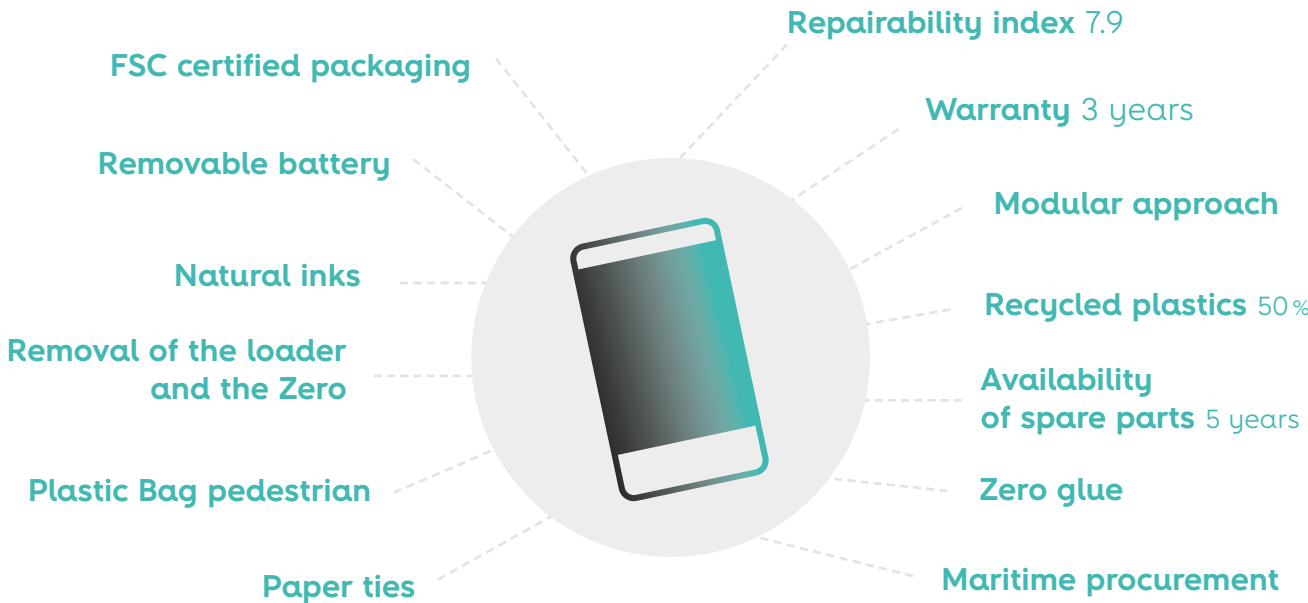 Repairability index 7.9
FSC certified packaging
Warranty 3 years
Removable battery
Modular approach
Natural inks
Recycled plastics 50%
Removal of the loader
and the Zero
Availability
of spare parts 5 years
Plastic Bag pedestrian
Zero glue
Paper ties
Maritime procurement